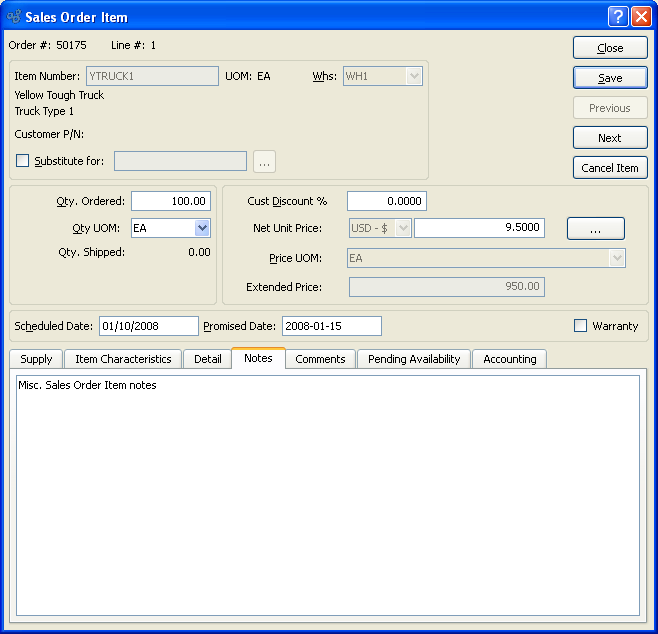 Sales Order Item
Order #: 50175 Line #: 1
Close
Item Number: YTRUCK1 UOM: EA Whs: WH1
Save
Yellow Tough Truck
Truck Type 1
Previous
Customer P/N:
Next
Substitute for: ...
Cancel Item
Qty. Ordered: 100.00
Qty UOM: EA
Qty. Shipped: 0.00
Cust Discount % 0.0000
Net Unit Price: USD - $ 9.5000 ...
Price UOM: EA
Extended Price: 950.00
Scheduled Date: 01/10/2008 Promised Date: 2008-01-15 Warranty
Supply Item Characteristics Detail Notes Comments Pending Availability Accounting
Misc. Sales Order Item notes